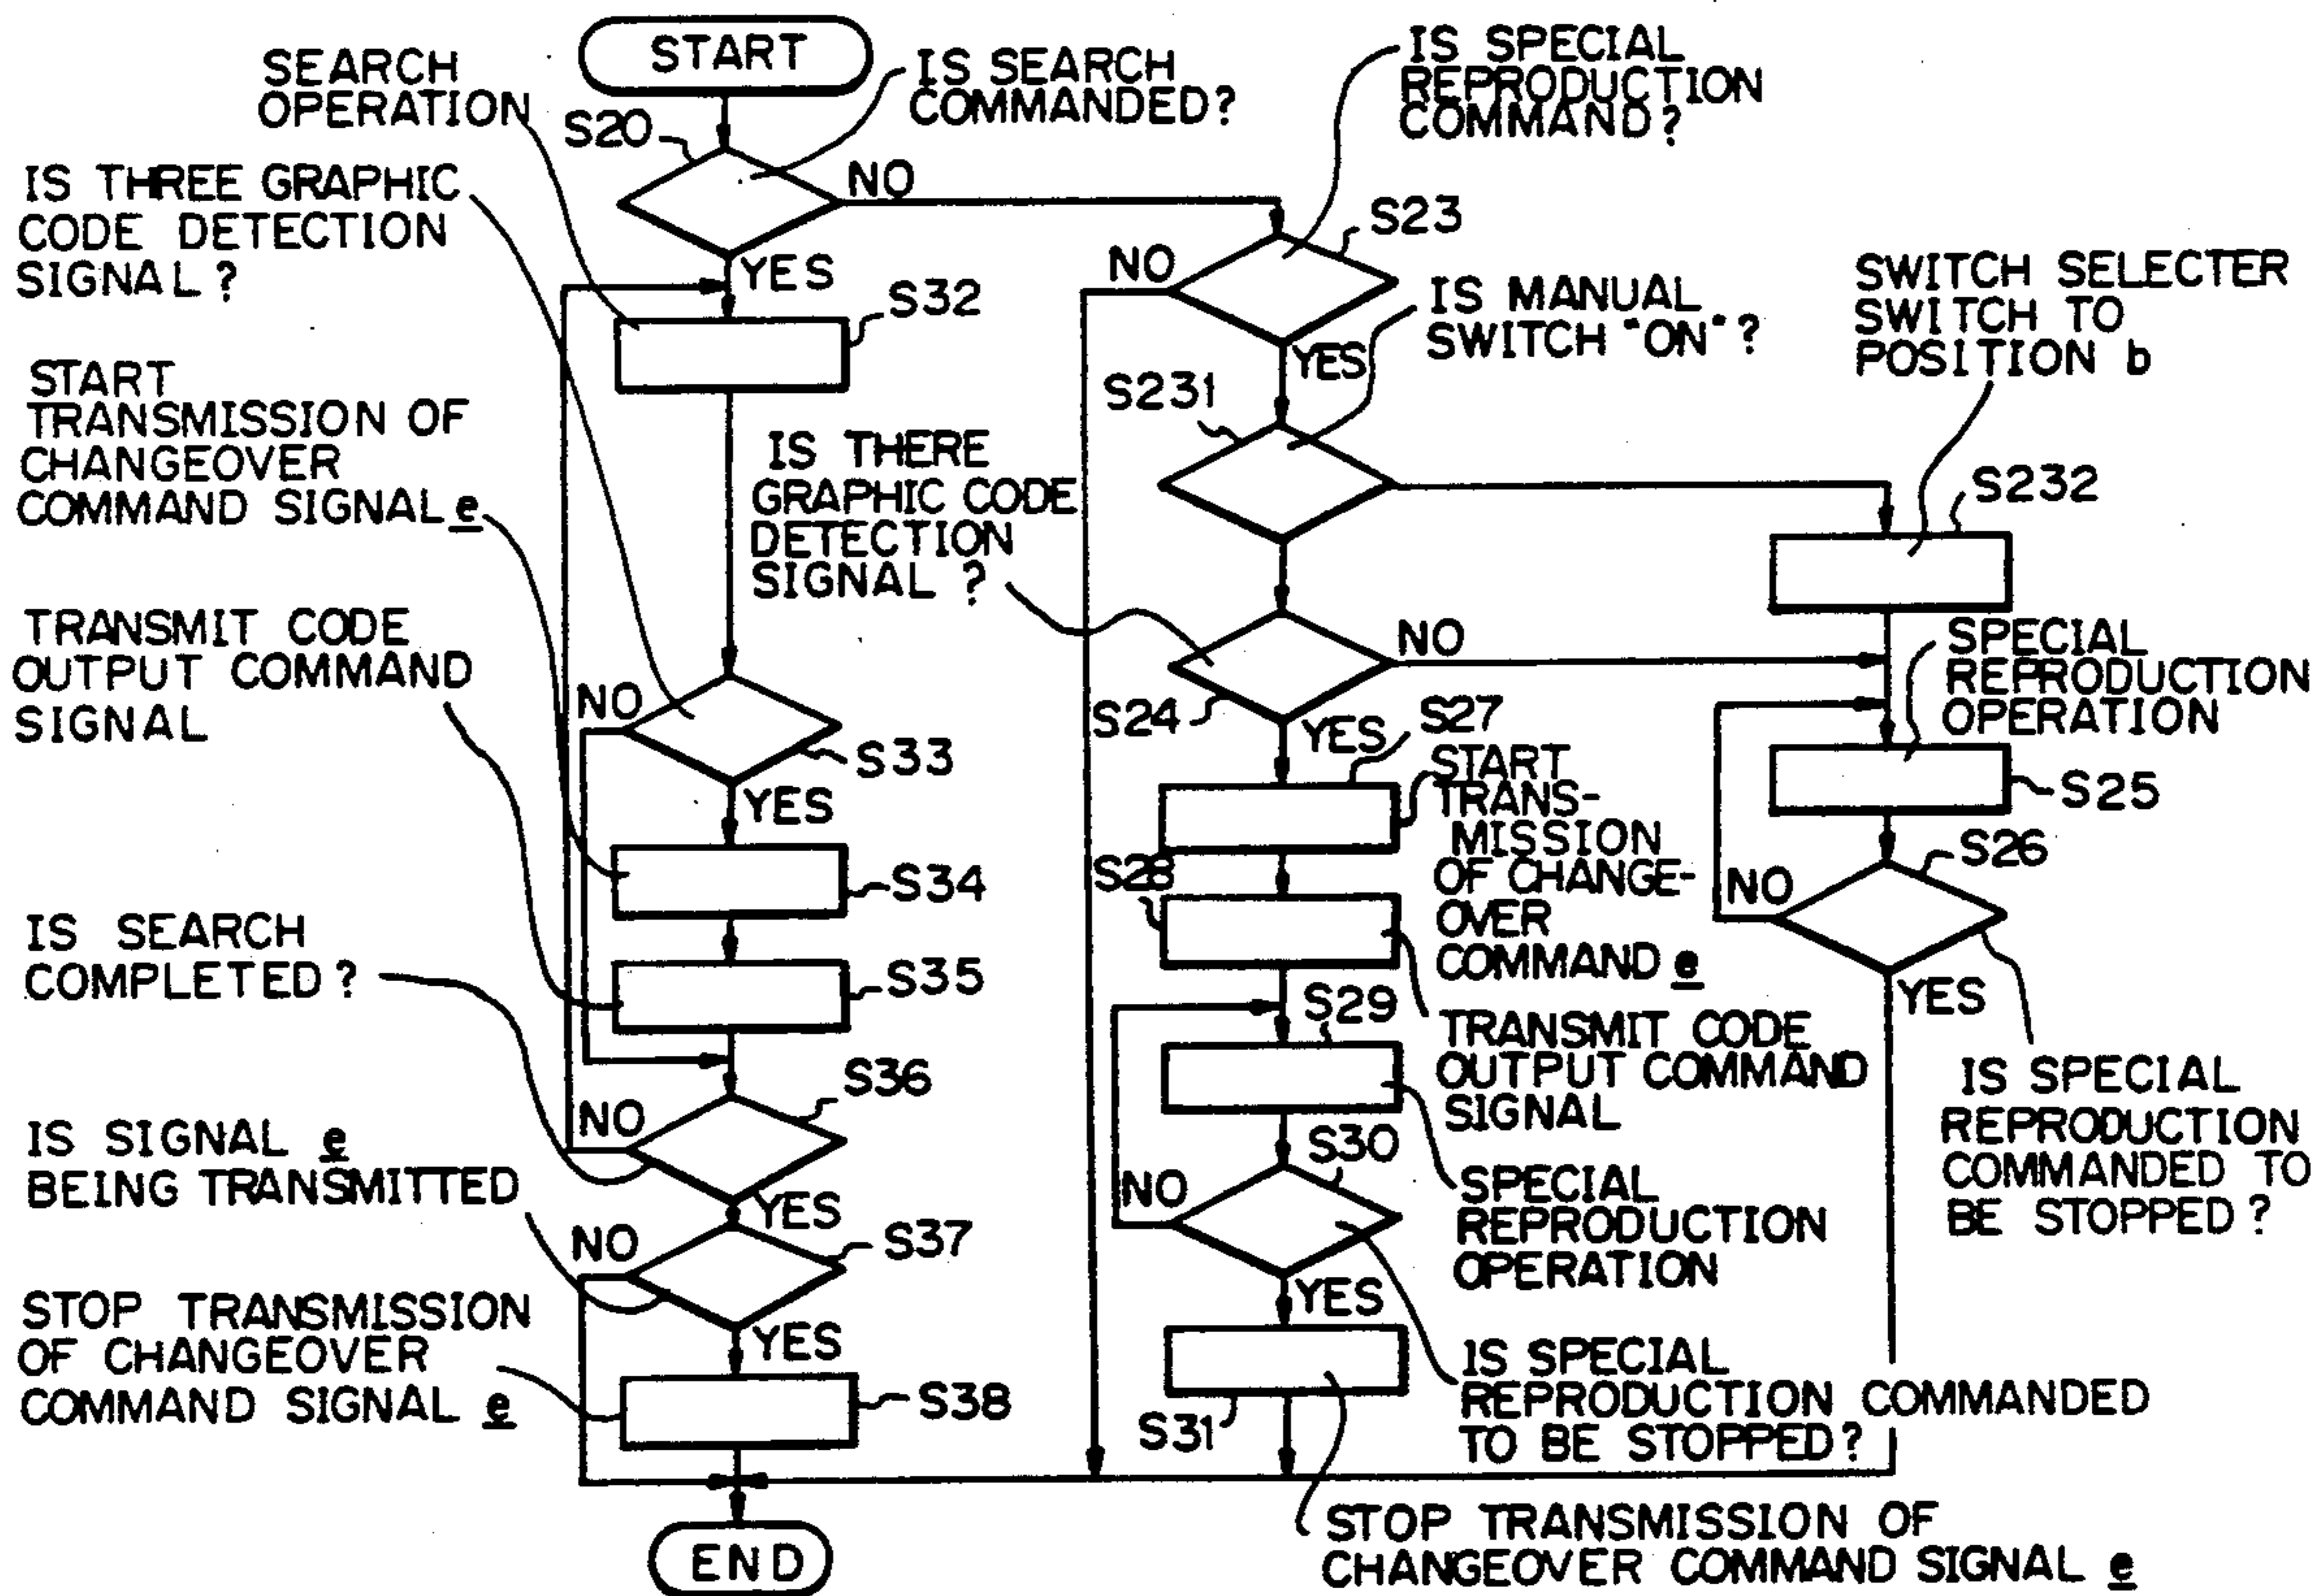 START
SEARCH
OPERATION
IS SEARCH
COMMANDED?
IS SPECIAL
REPRODUCTION
COMMAND?
S20
NO
YES
IS THREE GRAPHIC
CODE DETECTION
SIGNAL?
S32
NO
S23
YES
IS MANUAL
SWITCH "ON"?
SWITCH SELECTER
SWITCH TO
POSITION b
START
TRANSMISSION OF
CHANGEOVER
COMMAND SIGNAL e
S231
IS THERE
GRAPHIC CODE
DETECTION
SIGNAL ?
S232
TRANSMIT CODE
OUTPUT COMMAND
SIGNAL
NO
S24
YES
SPECIAL
REPRODUCTION
OPERATION
NO
S33
YES
S27
START
TRANS-
MISSION
OF CHANGE-
OVER
COMMAND e
S25
S34
S28
S26
NO
YES
IS SEARCH
COMPLETED?
S35
S29
TRANSMIT CODE
OUTPUT COMMAND
SIGNAL
IS SPECIAL
REPRODUCTION
COMMANDED TO
BE STOPPED?
S36
NO
YES
IS SIGNAL e
BEING TRANSMITTED
S30
NO
YES
SPECIAL
REPRODUCTION
OPERATION
NO
S37
YES
STOP TRANSMISSION
OF CHANGEOVER
COMMAND SIGNAL e
S38
S31
IS SPECIAL
REPRODUCTION COMMANDED
TO BE STOPPED?
STOP TRANSMISSION OF
CHANGEOVER COMMAND SIGNAL e
END